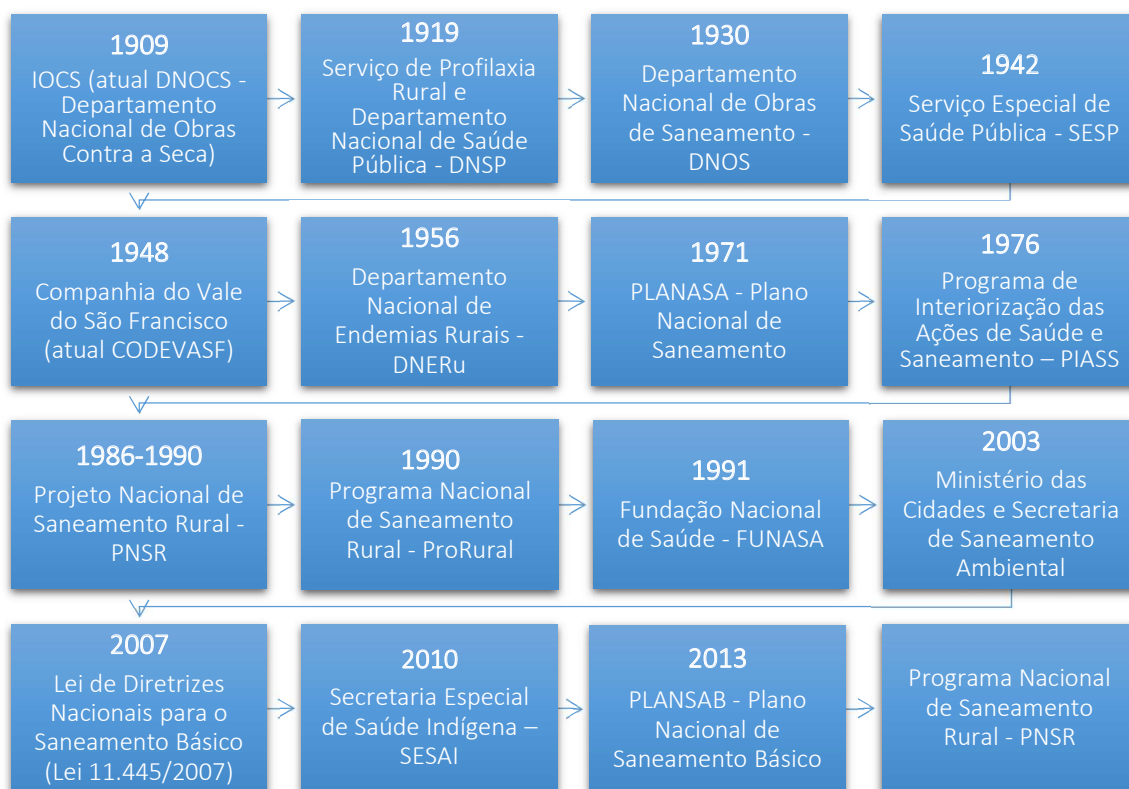 1909
IOCS (atual DNOCS -
Departamento
Nacional de Obras
Contra a Seca)
1919
Serviço de Profilaxia
Rural e
Departamento
Nacional de Saúde
Pública - DNSP
1930
Departamento
Nacional de Obras
de Saneamento -
DNOS
1942
Serviço Especial de
Saúde Pública - SESP
1948
Companhia do Vale
do São Francisco
(atual CODEVASF)
1956
Departamento
Nacional de
Endemias Rurais -
DNERu
1971
PLANASA - Plano
Nacional de
Saneamento
1976
Programa de
Interiorização das
Ações de Saúde e
Saneamento – PIASS
1986-1990
Projeto Nacional de
Saneamento Rural -
PNSR
1990
Programa Nacional
de Saneamento
Rural - ProRural
1991
Fundação Nacional
de Saúde - FUNASA
2003
Ministério das
Cidades e Secretaria
de Saneamento
Ambiental
2007
Lei de Diretrizes
Nacionais para o
Saneamento Básico
(Lei 11.445/2007)
2010
Secretaria Especial
de Saúde Indígena –
SESAI
2013
PLANSAB - Plano
Nacional de
Saneamento Básico
Programa Nacional
de Saneamento
Rural - PNSR